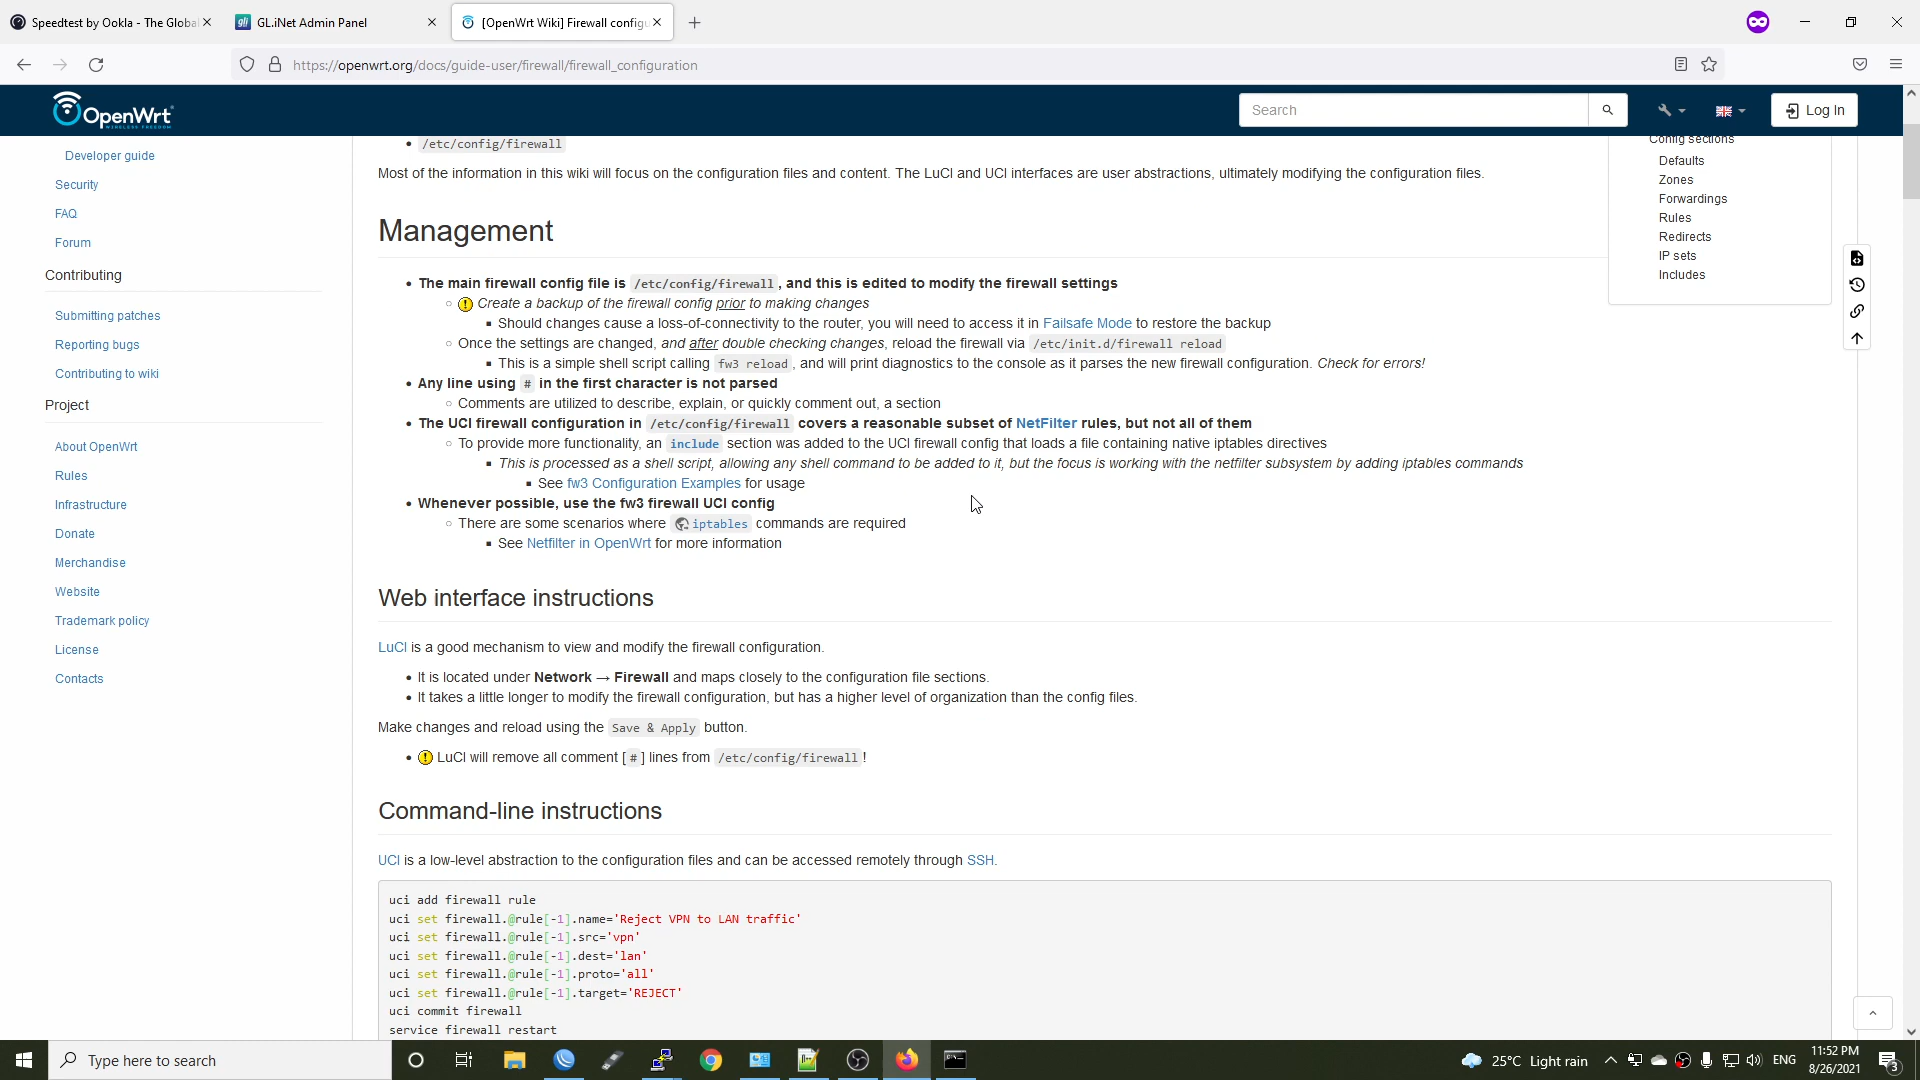 Speedtest by Ookla - The Global
GL.iNet Admin Panel
[OpenWrt Wiki] Firewall configu
https://openwrt.org/docs/guide-user/firewall/firewall_configuration
OpenWrt
WIRELESS FREEDOM
Search
Log In
Developer guide
Security
FAQ
Forum
Contributing
Submitting patches
Reporting bugs
Contributing to wiki
Project
About OpenWrt
Rules
Infrastructure
Donate
Merchandise
Website
Trademark policy
License
Contacts
• /etc/config/firewall
Most of the information in this wiki will focus on the configuration files and content. The LuCI and UCI interfaces are user abstractions, ultimately modifying the configuration files.
Management
• The main firewall config file is /etc/config/firewall, and this is edited to modify the firewall settings
Create a backup of the firewall config prior to making changes
Should changes cause a loss-of-connectivity to the router, you will need to access it in Failsafe Mode to restore the backup
Once the settings are changed, and after double checking changes, reload the firewall via /etc/init.d/firewall reload
This is a simple shell script calling fw3 reload, and will print diagnostics to the console as it parses the new firewall configuration. Check for errors!
• Any line using # in the first character is not parsed
Comments are utilized to describe, explain, or quickly comment out, a section
• The UCI firewall configuration in /etc/config/firewall covers a reasonable subset of NetFilter rules, but not all of them
To provide more functionality, an include section was added to the UCI firewall config that loads a file containing native iptables directives
This is processed as a shell script, allowing any shell command to be added to it, but the focus is working with the netfilter subsystem by adding iptables commands
See fw3 Configuration Examples for usage
• Whenever possible, use the fw3 firewall UCI config
There are some scenarios where iptables commands are required
See Netfilter in OpenWrt for more information
Web interface instructions
LuCI is a good mechanism to view and modify the firewall configuration.
• It is located under Network → Firewall and maps closely to the configuration file sections.
• It takes a little longer to modify the firewall configuration, but has a higher level of organization than the config files.
Make changes and reload using the Save & Apply button.
• LuCI will remove all comment [#] lines from /etc/config/firewall!
Command-line instructions
UCI is a low-level abstraction to the configuration files and can be accessed remotely through SSH.
uci add firewall rule
uci set firewall.@rule[-1].name='Reject VPN to LAN traffic'
uci set firewall.@rule[-1].src='vpn'
uci set firewall.@rule[-1].dest='lan'
uci set firewall.@rule[-1].proto='all'
uci set firewall.@rule[-1].target='REJECT'
uci commit firewall
service firewall restart
Config sections
Defaults
Zones
Forwardings
Rules
Redirects
IP sets
Includes
Type here to search
25°C Light rain
ENG
11:52 PM
8/26/2021
3